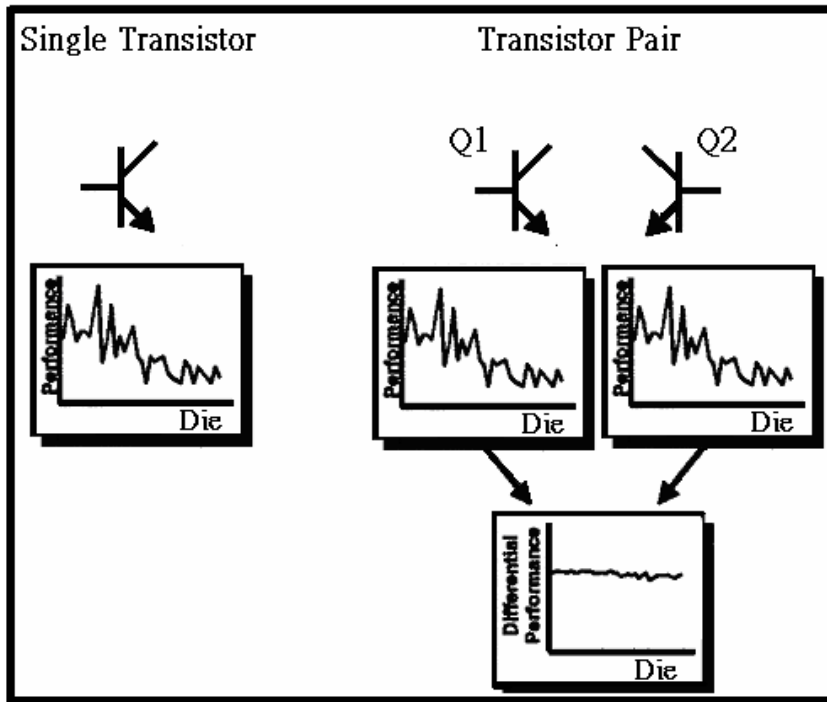 Single Transistor
Transistor Pair
Q1
Q2
Performance
Die
Performance
Die
Performance
Die
Differential
Performance
Die